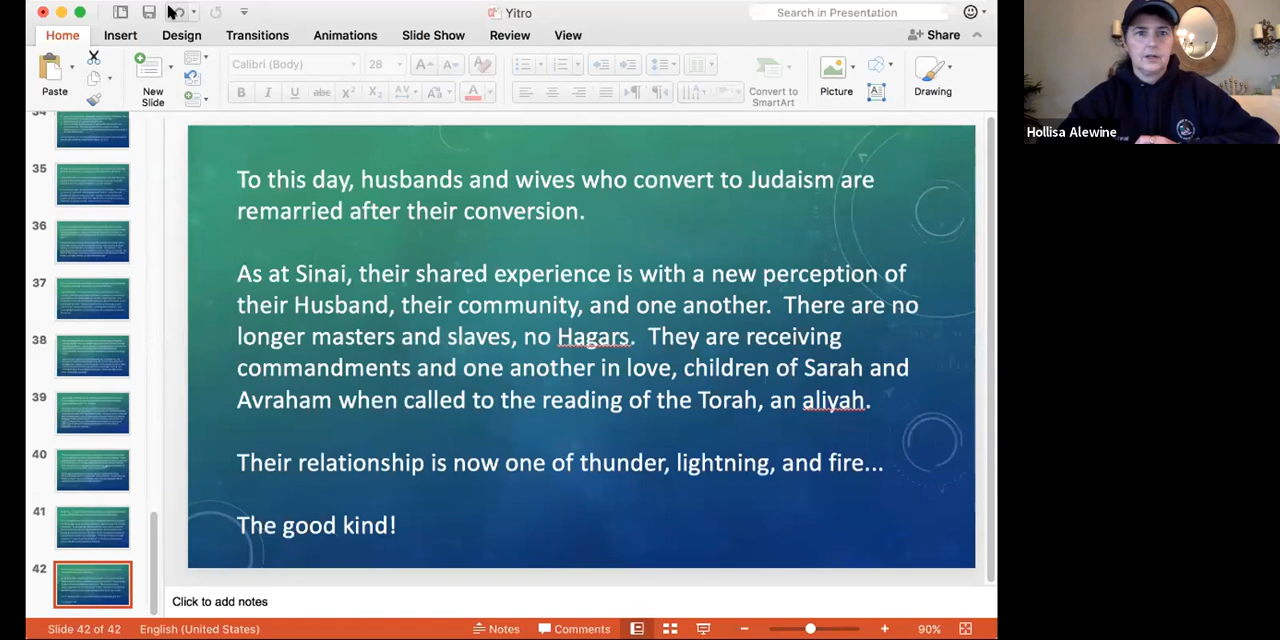 Yitro
Search in Presentation
Home Insert Design Transitions Animations Slide Show Review View Share
Calibri (Body) 28
Paste
New
Slide
Convert to
SmartArt
Picture
Drawing
Hollisa Alewine
34
35
36
37
38
39
40
41
42
To this day, husbands and wives who convert to Judaism are
remarried after their conversion.
As at Sinai, their shared experience is with a new perception of
their Husband, their community, and one another. There are no
longer masters and slaves, no Hagars. They are receiving
commandments and one another in love, children of Sarah and
Avraham when called to the reading of the Torah, an aliyah.
Their relationship is now one of thunder, lightning, and fire...
The good kind!
Click to add notes
Slide 42 of 42 English (United States) Notes Comments 90%